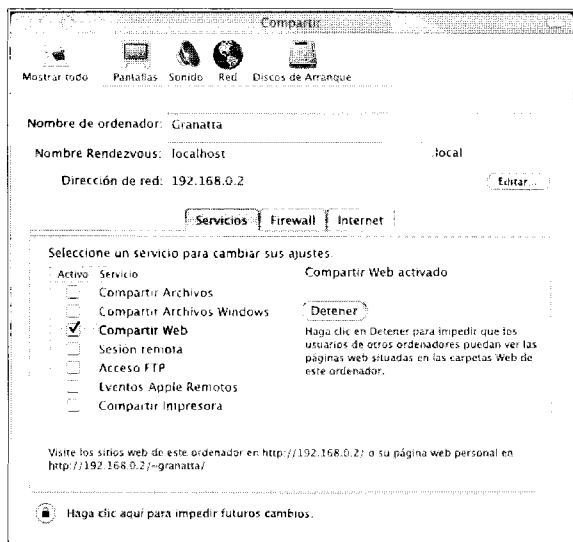 Compartir
Mostrar todo Pantallas Sonido Red Discos de Arranque
Nombre de ordenador: Granatta
Nombre Rendezvous: localhost .local
Dirección de red: 192.168.0.2 Editar...
Servicios Firewall Internet
Seleccione un servicio para cambiar sus ajustes.
Activo Servicio
Compartir Archivos
Compartir Archivos Windows
Compartir Web
Sesión remota
Acceso FTP
Eventos Apple Remotos
Compartir Impresora
Compartir Web activado
Detener
Haga clic en Detener para impedir que los
usuarios de otros ordenadores puedan ver las
páginas web situadas en las carpetas Web de
este ordenador.
Visite los sitios web de este ordenador en http://192.168.0.2/ o su página web personal en
http://192.168.0.2/~granatta/
Haga clic aquí para impedir futuros cambios.